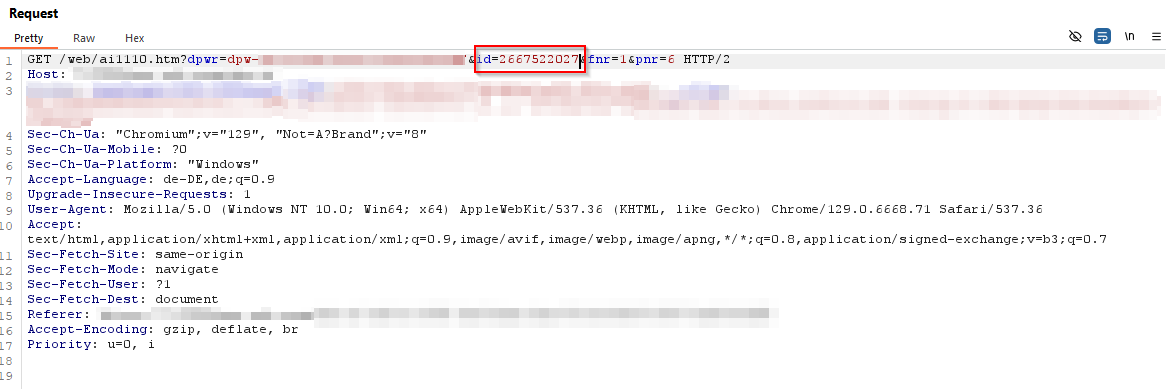 Request
Pretty Raw Hex
\n
1 GET /web/ai1110.htm?dpwr=dpw- &id=2667522027&fnr=1&pnr=6 HTTP/2
2 Host:
3
4 Sec-Ch-Ua: "Chromium";v="129", "Not=A?Brand";v="8"
5 Sec-Ch-Ua-Mobile: ?0
6 Sec-Ch-Ua-Platform: "Windows"
7 Accept-Language: de-DE,de;q=0.9
8 Upgrade-Insecure-Requests: 1
9 User-Agent: Mozilla/5.0 (Windows NT 10.0; Win64; x64) AppleWebKit/537.36 (KHTML, like Gecko) Chrome/129.0.6668.71 Safari/537.36
10 Accept:
text/html,application/xhtml+xml,application/xml;q=0.9,image/avif,image/webp,image/apng,*/*;q=0.8,application/signed-exchange;v=b3;q=0.7
11 Sec-Fetch-Site: same-origin
12 Sec-Fetch-Mode: navigate
13 Sec-Fetch-User: ?1
14 Sec-Fetch-Dest: document
15 Referer:
16 Accept-Encoding: gzip, deflate, br
17 Priority: u=0, i
18
19